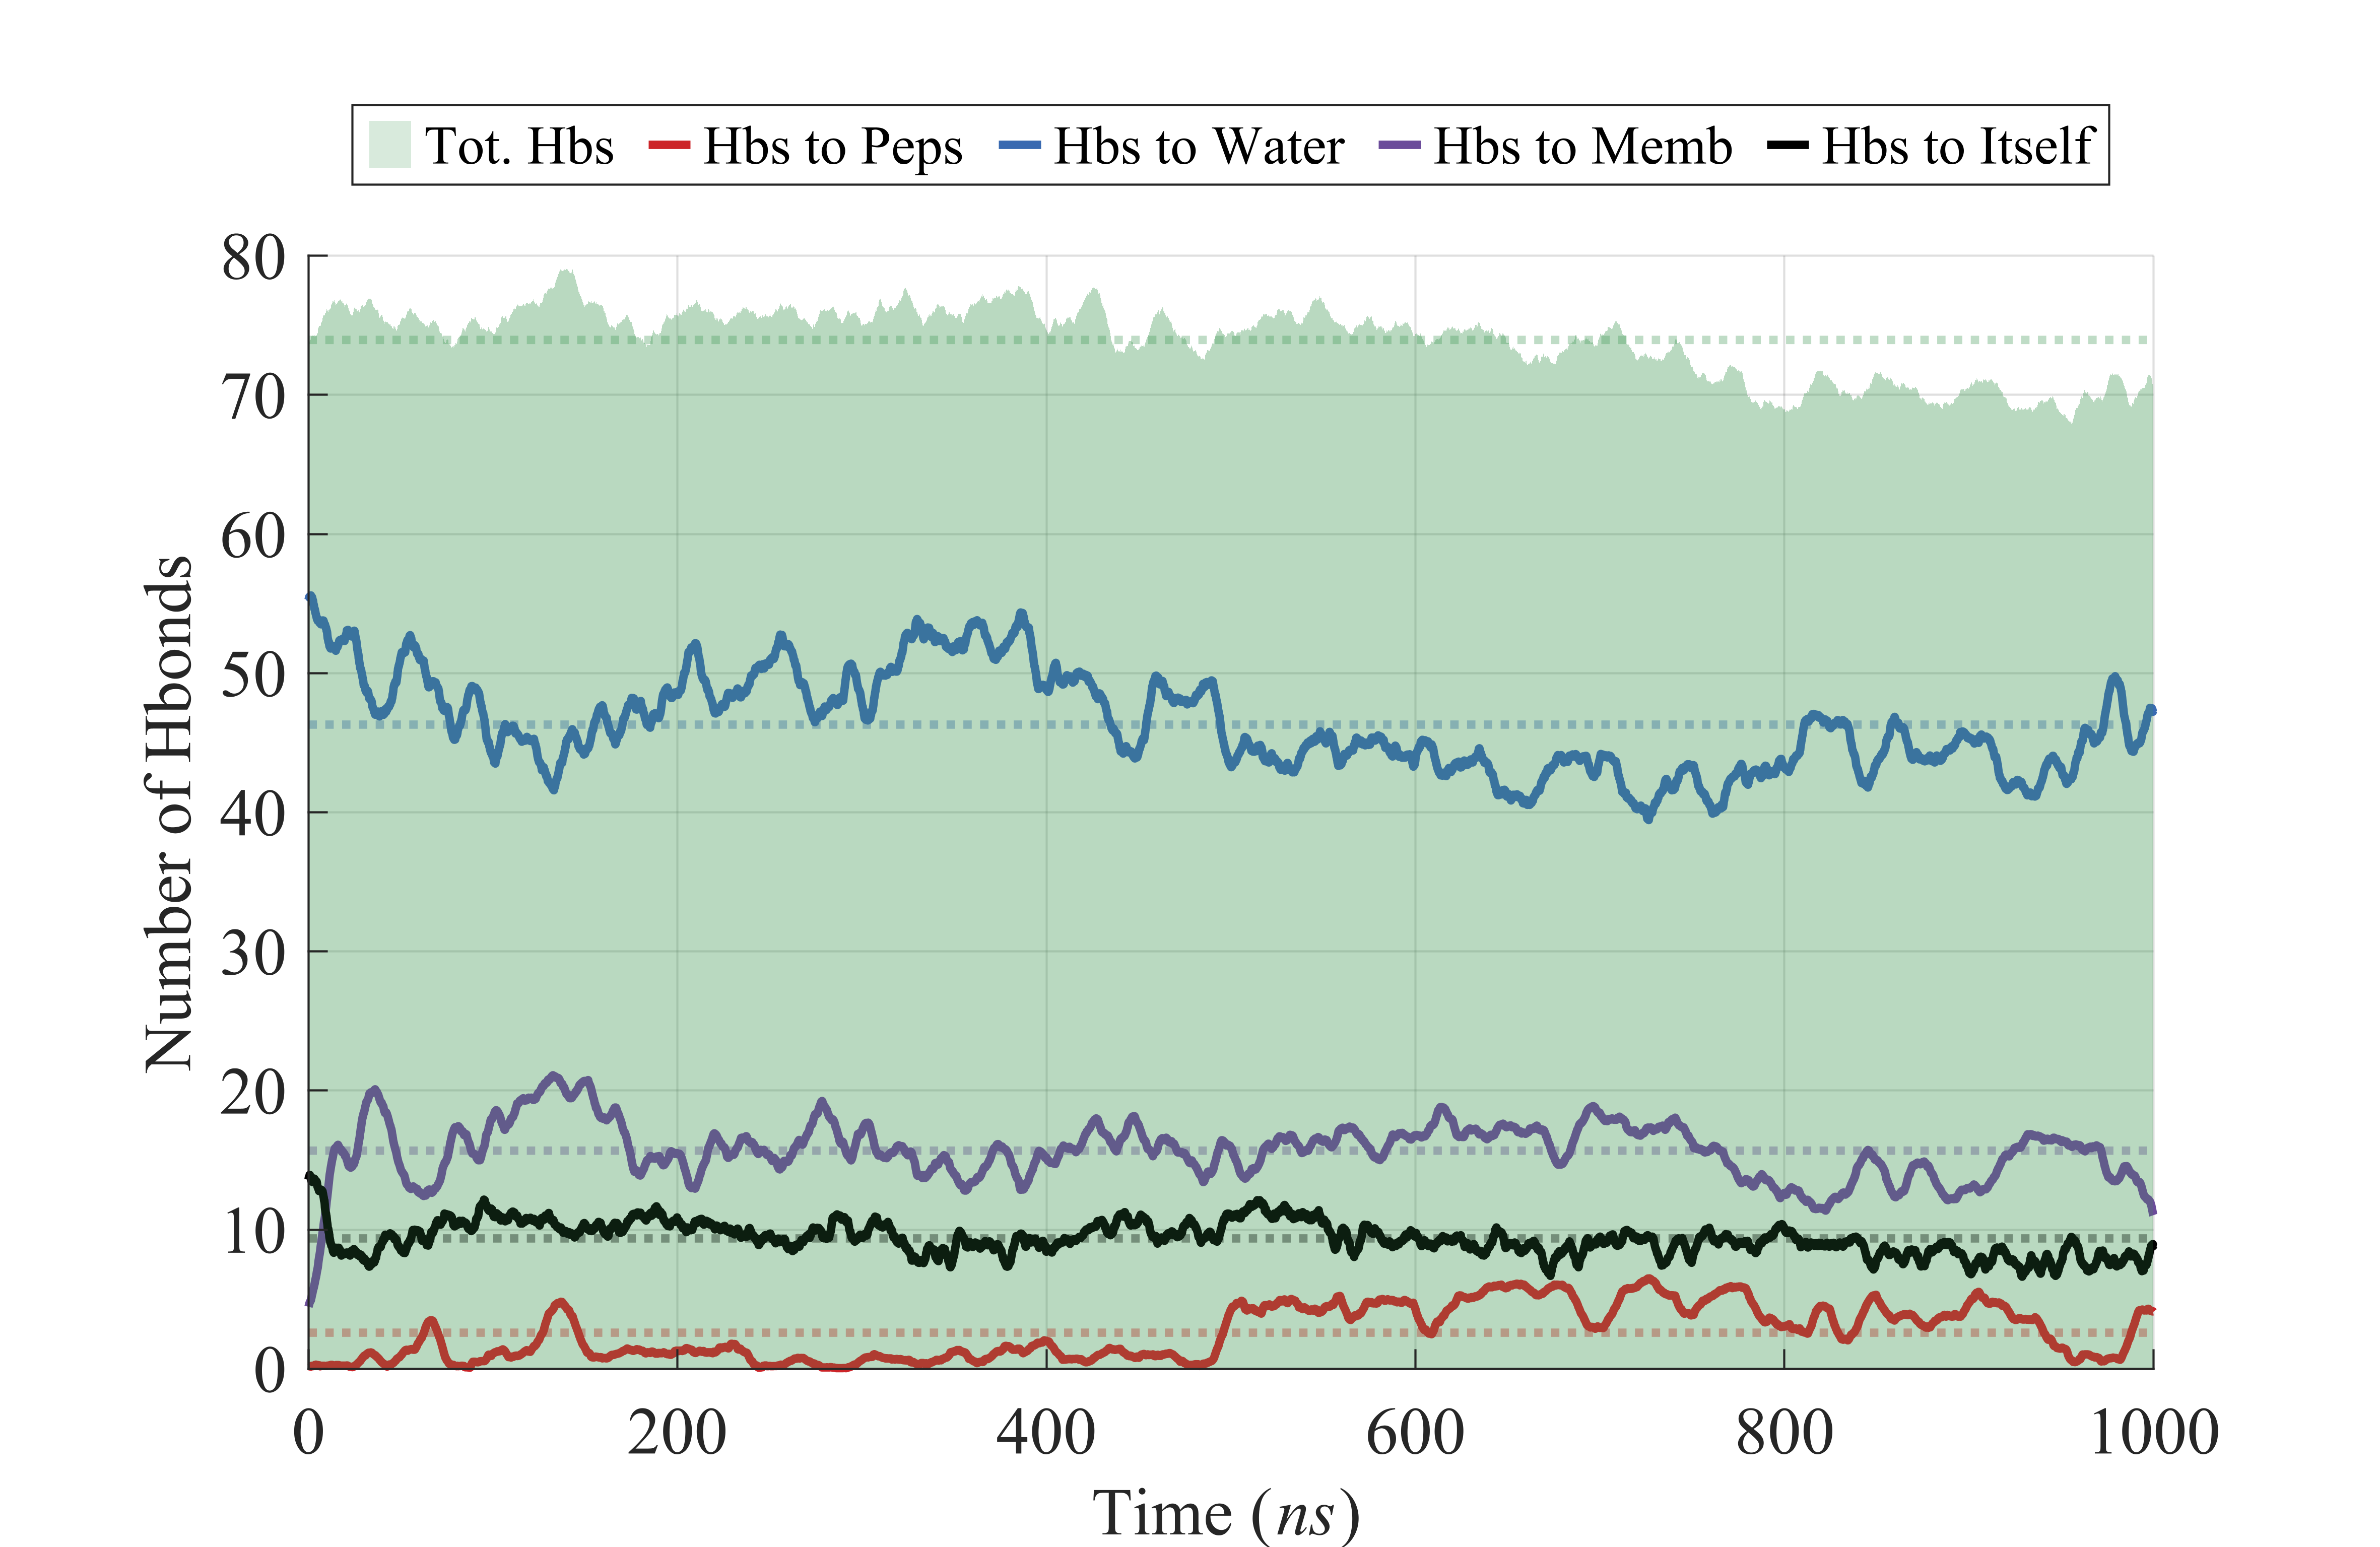 Tot. Hbs Hbs to Peps Hbs to Water Hbs to Memb Hbs to Itself
80
70
60
50
40
30
20
10
0
Number of Hbonds
0 200 400 600 800 1000
Time (ns)